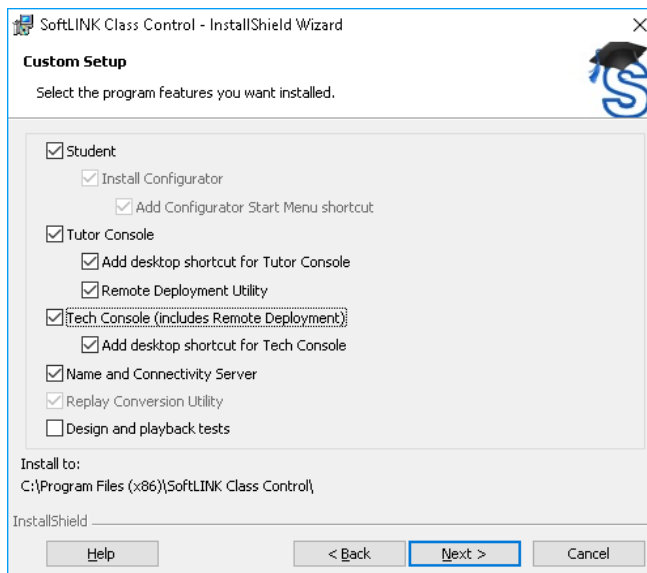 SoftLINK Class Control - InstallShield Wizard
Custom Setup
Select the program features you want installed.
Student
Install Configurator
Add Configurator Start Menu shortcut
Tutor Console
Add desktop shortcut for Tutor Console
Remote Deployment Utility
Tech Console (includes Remote Deployment)
Add desktop shortcut for Tech Console
Name and Connectivity Server
Replay Conversion Utility
Design and playback tests
Install to:
C:\Program Files (x86)\SoftLINK Class Control\
InstallShield
Help < Back Next > Cancel